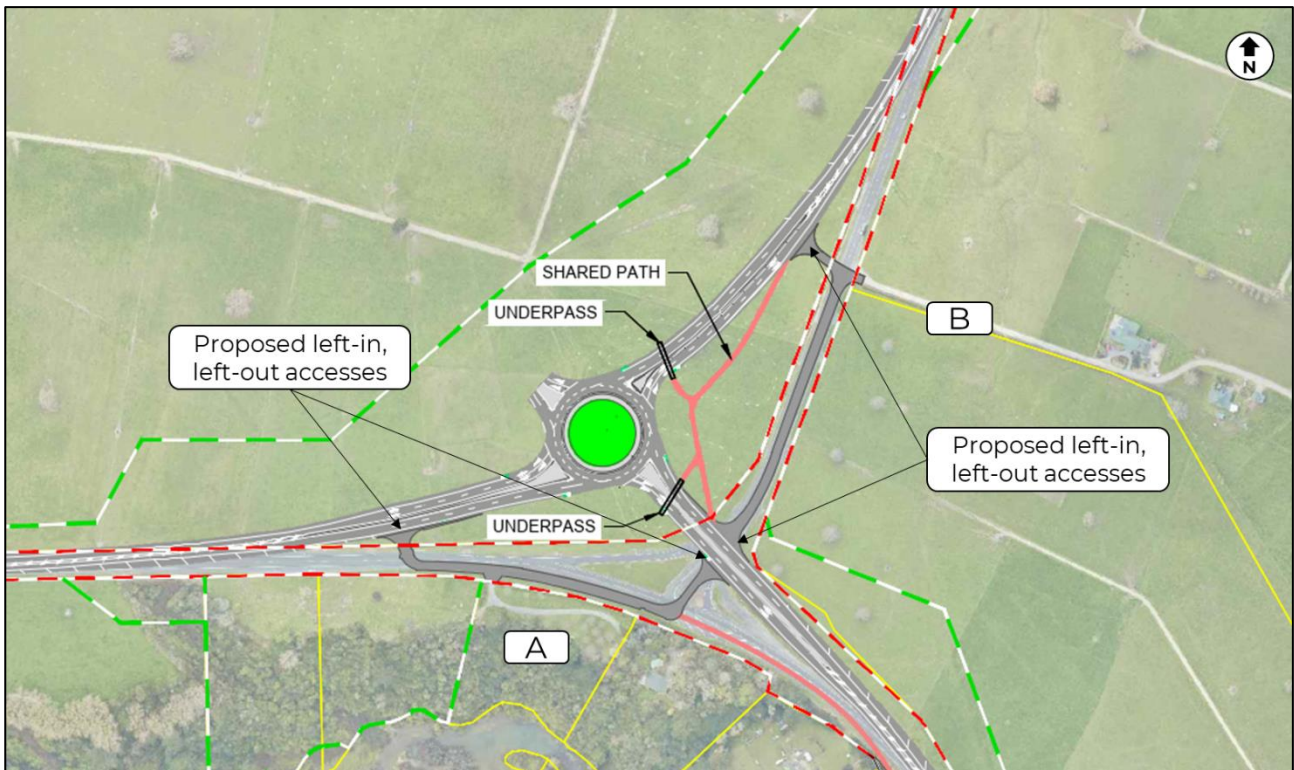 N
SHARED PATH
UNDERPASS
B
Proposed left-in,
left-out accesses
Proposed left-in,
left-out accesses
UNDERPASS
A